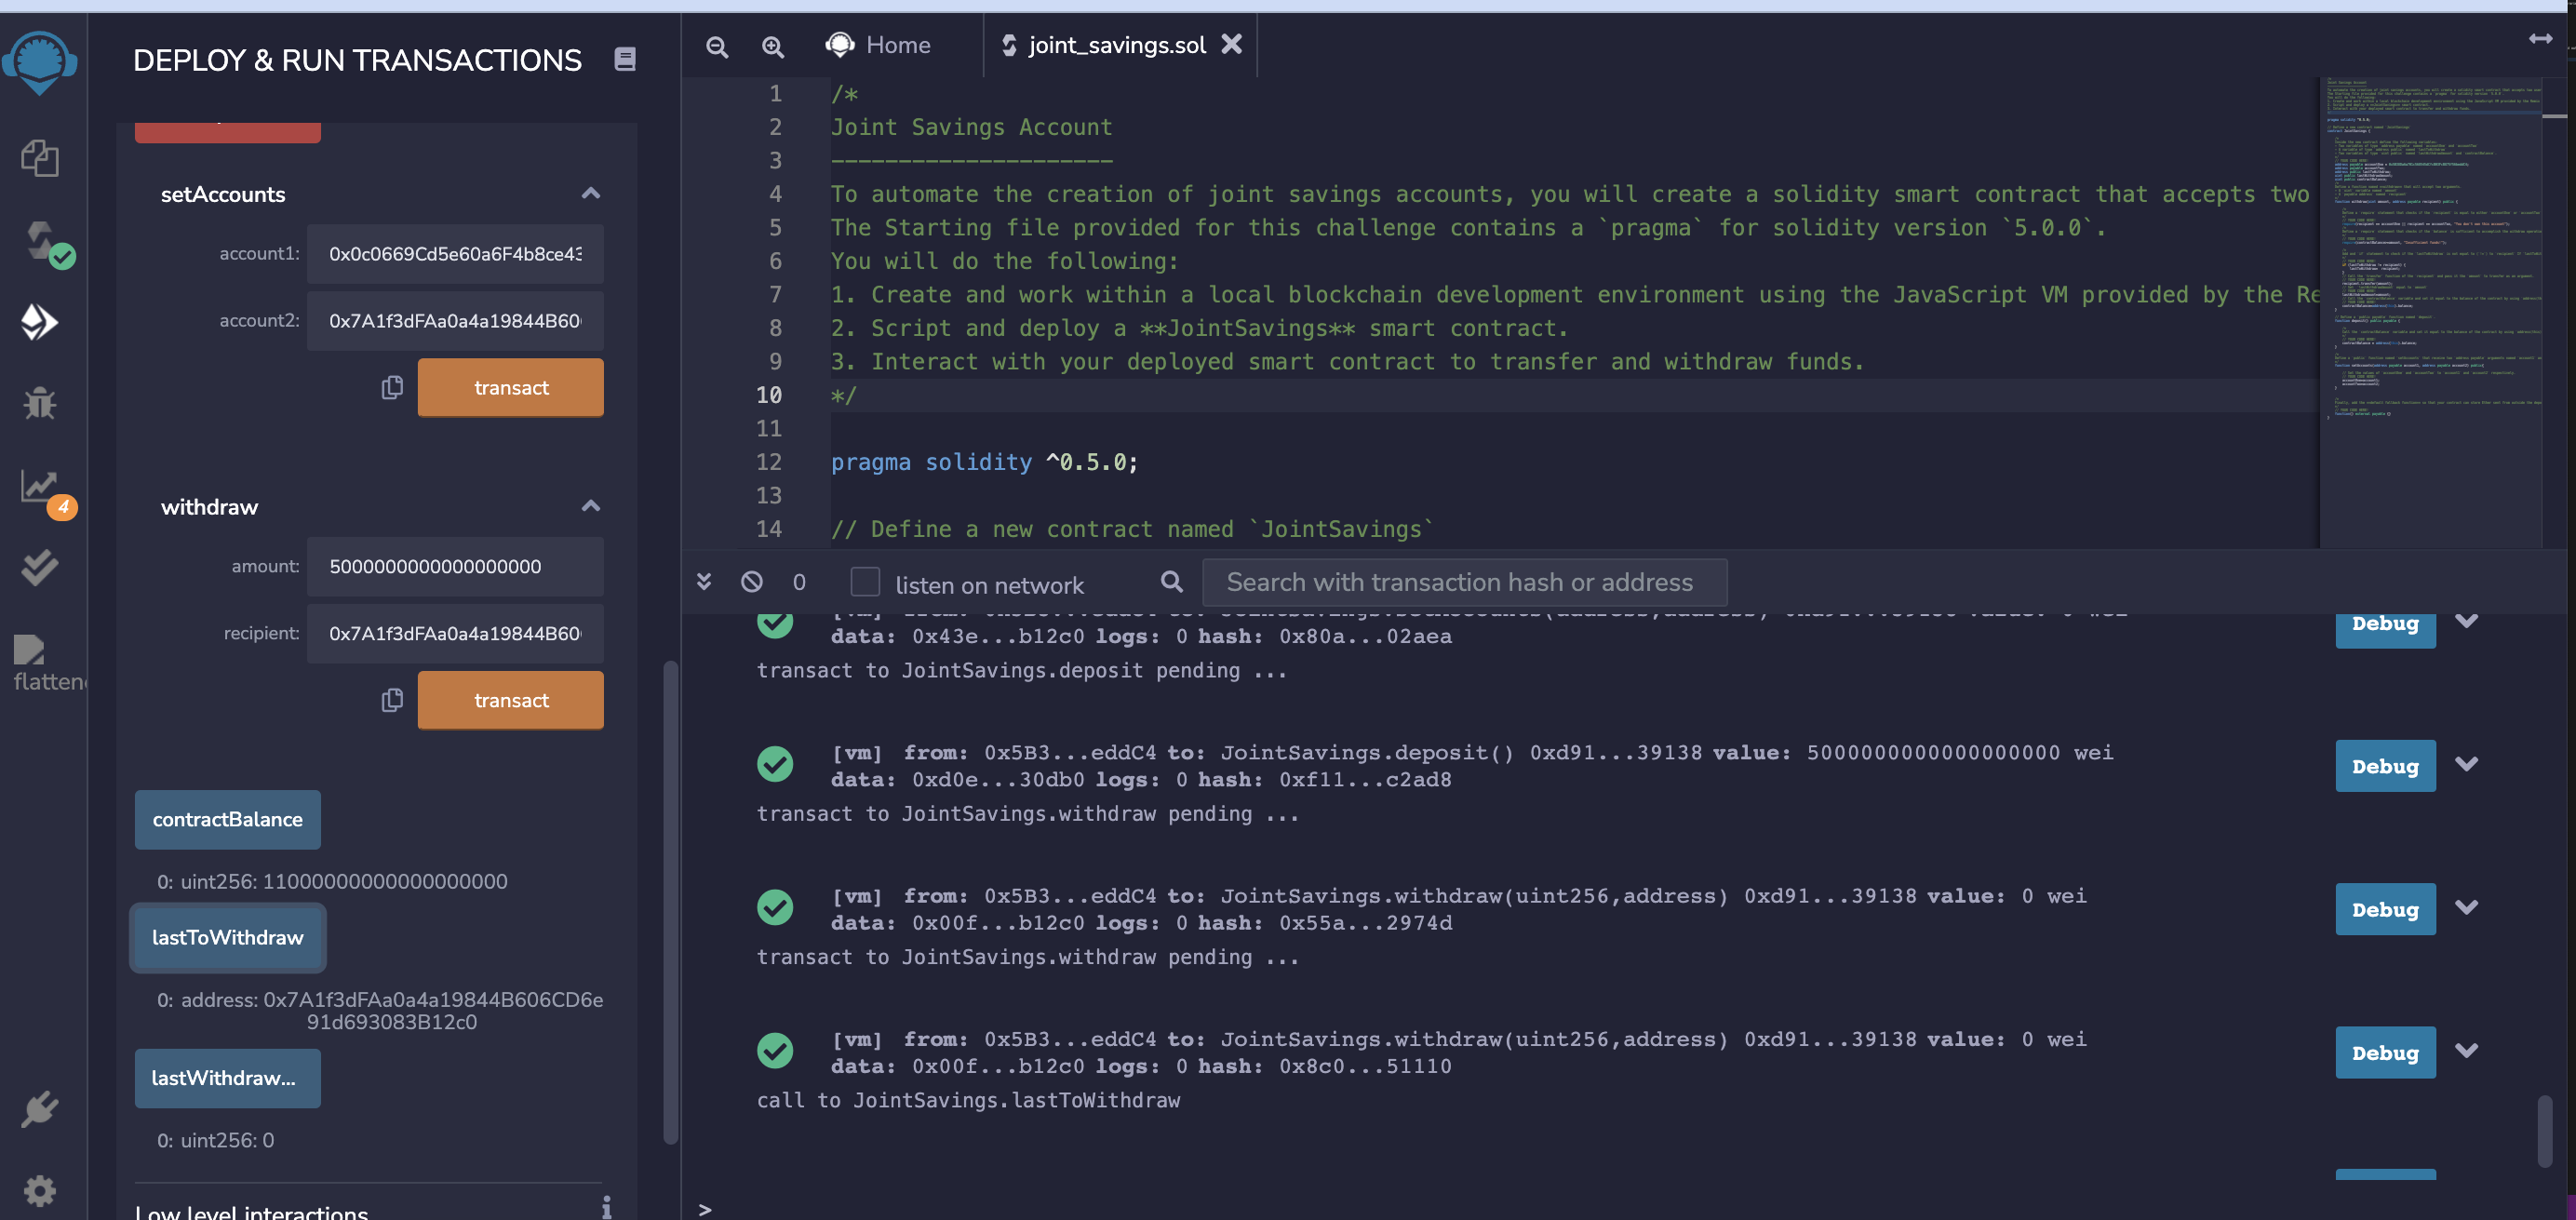 DEPLOY & RUN TRANSACTIONS
setAccounts
account1: 0x0c0669Cd5e60a6F4b8ce43
account2: 0x7A1f3dFAa0a4a19844B60
transact
withdraw
amount: 5000000000000000000
recipient: 0x7A1f3dFAa0a4a19844B60
transact
contractBalance
0: uint256: 11000000000000000000
lastToWithdraw
0: address: 0x7A1f3dFAa0a4a19844B606CD6e
91d693083B12c0
lastWithdraw...
0: uint256: 0
Low level interactions
4
flatten
Home
joint_savings.sol
1 /*
2 Joint Savings Account
3 ---------------------
4 To automate the creation of joint savings accounts, you will create a solidity smart contract that accepts two
5 The Starting file provided for this challenge contains a `pragma` for solidity version `5.0.0`.
6 You will do the following:
7 1. Create and work within a local blockchain development environment using the JavaScript VM provided by the Re
8 2. Script and deploy a **JointSavings** smart contract.
9 3. Interact with your deployed smart contract to transfer and withdraw funds.
10 */
11
12 pragma solidity ^0.5.0;
13
14 // Define a new contract named `JointSavings`
0 listen on network Search with transaction hash or address
data: 0x43e...b12c0 logs: 0 hash: 0x80a...02aea Debug
transact to JointSavings.deposit pending ...
[vm] from: 0x5B3...eddC4 to: JointSavings.deposit() 0xd91...39138 value: 5000000000000000000 wei
data: 0xd0e...30db0 logs: 0 hash: 0xf11...c2ad8 Debug
transact to JointSavings.withdraw pending ...
[vm] from: 0x5B3...eddC4 to: JointSavings.withdraw(uint256,address) 0xd91...39138 value: 0 wei
data: 0x00f...b12c0 logs: 0 hash: 0x55a...2974d Debug
transact to JointSavings.withdraw pending ...
[vm] from: 0x5B3...eddC4 to: JointSavings.withdraw(uint256,address) 0xd91...39138 value: 0 wei
data: 0x00f...b12c0 logs: 0 hash: 0x8c0...51110 Debug
call to JointSavings.lastToWithdraw
>